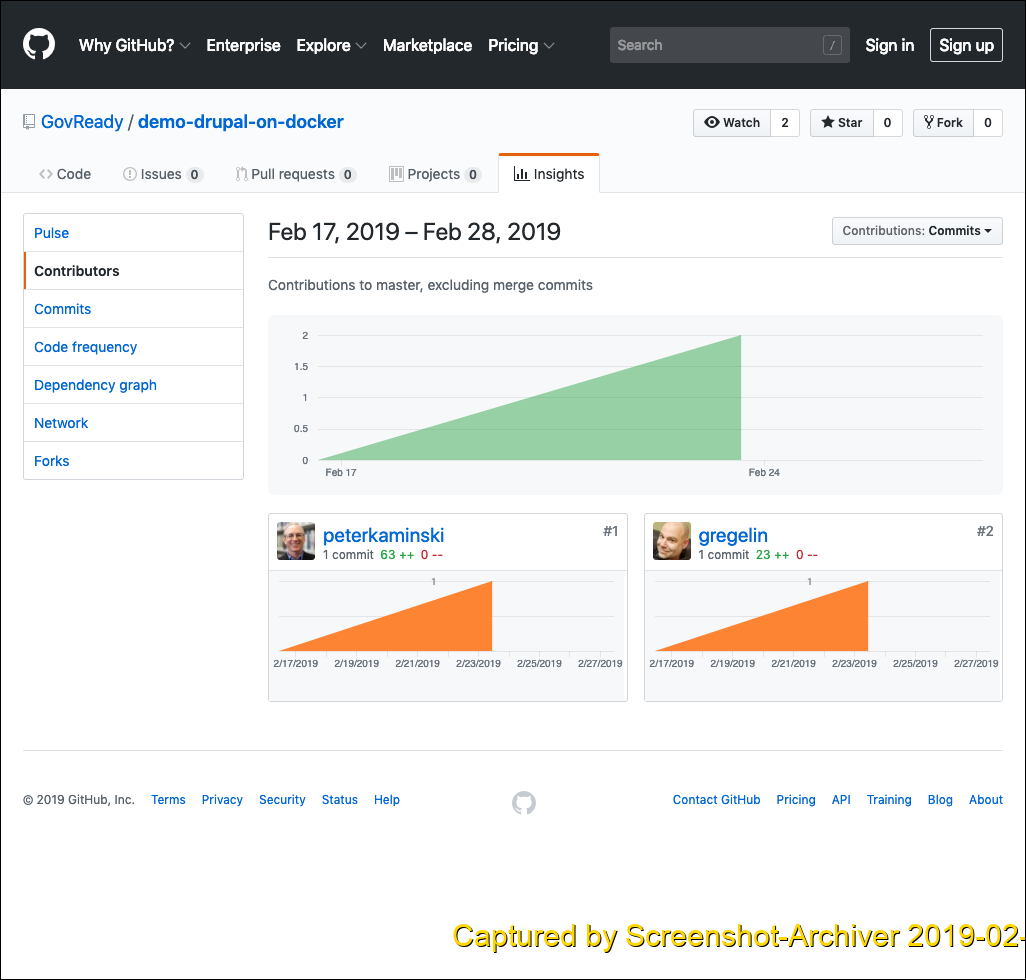 Why GitHub? Enterprise Explore Marketplace Pricing Search / Sign in Sign up
GovReady / demo-drupal-on-docker Watch 2 Star 0 Fork 0
Code Issues 0 Pull requests 0 Projects 0 Insights
Pulse
Contributors
Commits
Code frequency
Dependency graph
Network
Forks
Feb 17, 2019 – Feb 28, 2019 Contributions: Commits
Contributions to master, excluding merge commits
2
1.5
1
0.5
0
Feb 17 Feb 24
peterkaminski #1
1 commit 63 ++ 0 --
1
2/17/2019 2/19/2019 2/21/2019 2/23/2019 2/25/2019 2/27/2019
gregelin #2
1 commit 23 ++ 0 --
1
2/17/2019 2/19/2019 2/21/2019 2/23/2019 2/25/2019 2/27/2019
© 2019 GitHub, Inc. Terms Privacy Security Status Help Contact GitHub Pricing API Training Blog About
Captured by Screenshot-Archiver 2019-02-